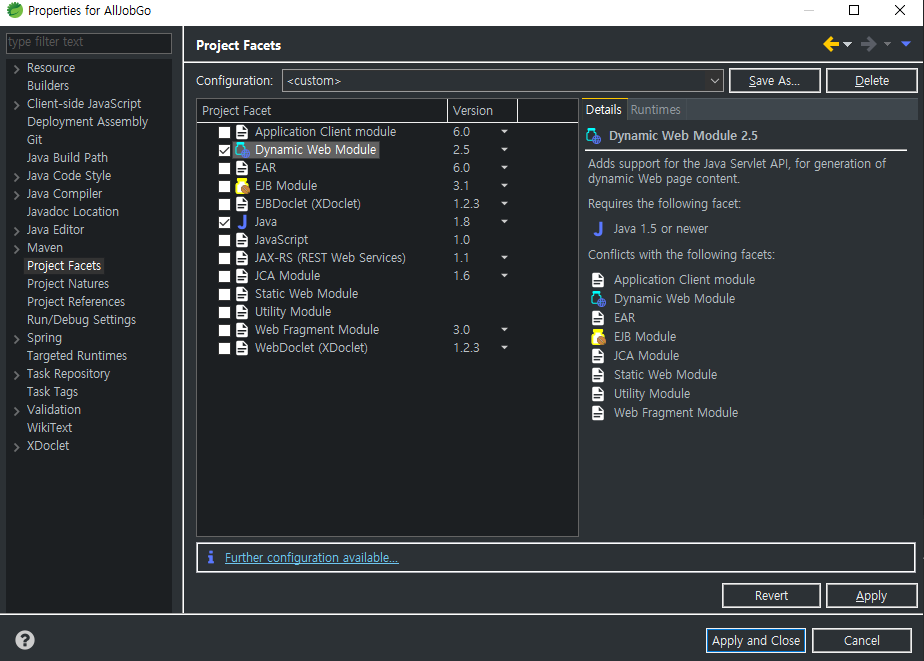 Properties for AllJobGo
type filter text
Resource
Builders
Client-side JavaScript
Deployment Assembly
Git
Java Build Path
Java Code Style
Java Compiler
Javadoc Location
Java Editor
Maven
Project Facets
Project Natures
Project References
Run/Debug Settings
Spring
Targeted Runtimes
Task Repository
Task Tags
Validation
WikiText
XDoclet
Project Facets
Configuration: <custom> Save As... Delete
Project Facet Version
Application Client module 6.0
Dynamic Web Module 2.5
EAR 6.0
EJB Module 3.1
EJBDoclet (XDoclet) 1.2.3
Java 1.8
JavaScript 1.0
JAX-RS (REST Web Services) 1.1
JCA Module 1.6
Static Web Module
Utility Module
Web Fragment Module 3.0
WebDoclet (XDoclet) 1.2.3
Details Runtimes
Dynamic Web Module 2.5
Adds support for the Java Servlet API, for generation of
dynamic Web page content.
Requires the following facet:
Java 1.5 or newer
Conflicts with the following facets:
Application Client module
Dynamic Web Module
EAR
EJB Module
JCA Module
Static Web Module
Utility Module
Web Fragment Module
Further configuration available...
Revert Apply
Apply and Close Cancel